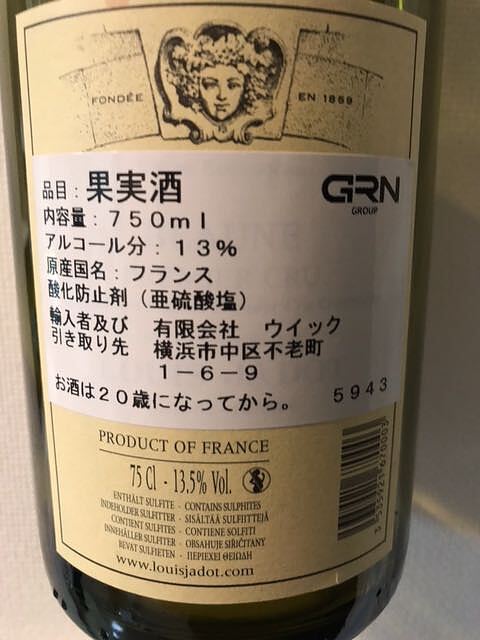 FONDÉE EN 1859
品目：果実酒
GRN
GROUP
内容量：７５０ｍｌ
アルコール分：１３％
原産国名：フランス
酸化防止剤（亜硫酸塩）
輸入者及び 有限会社 ウイック
引き取り先 横浜市中区不老町
１－６－９
お酒は２０歳になってから。 ５９４３
PRODUCT OF FRANCE
75 Cl - 13.5% Vol.
ENTHÄLT SULFITE - CONTAINS SULPHITES
INDEHOLDER SULFITTER - SISÄLTÄÄ SULFIITTEJÄ
CONTIENT SULFITES - CONTIENE SOLFITI
INNEHÅLLER SULFITER - OBSAHUJE SIŘIČITANY
BEVAT SULFIETEN - ΠΕΡΙΕΧΕΙ ΘΕΙΩΔΗ
www.louisjadot.com